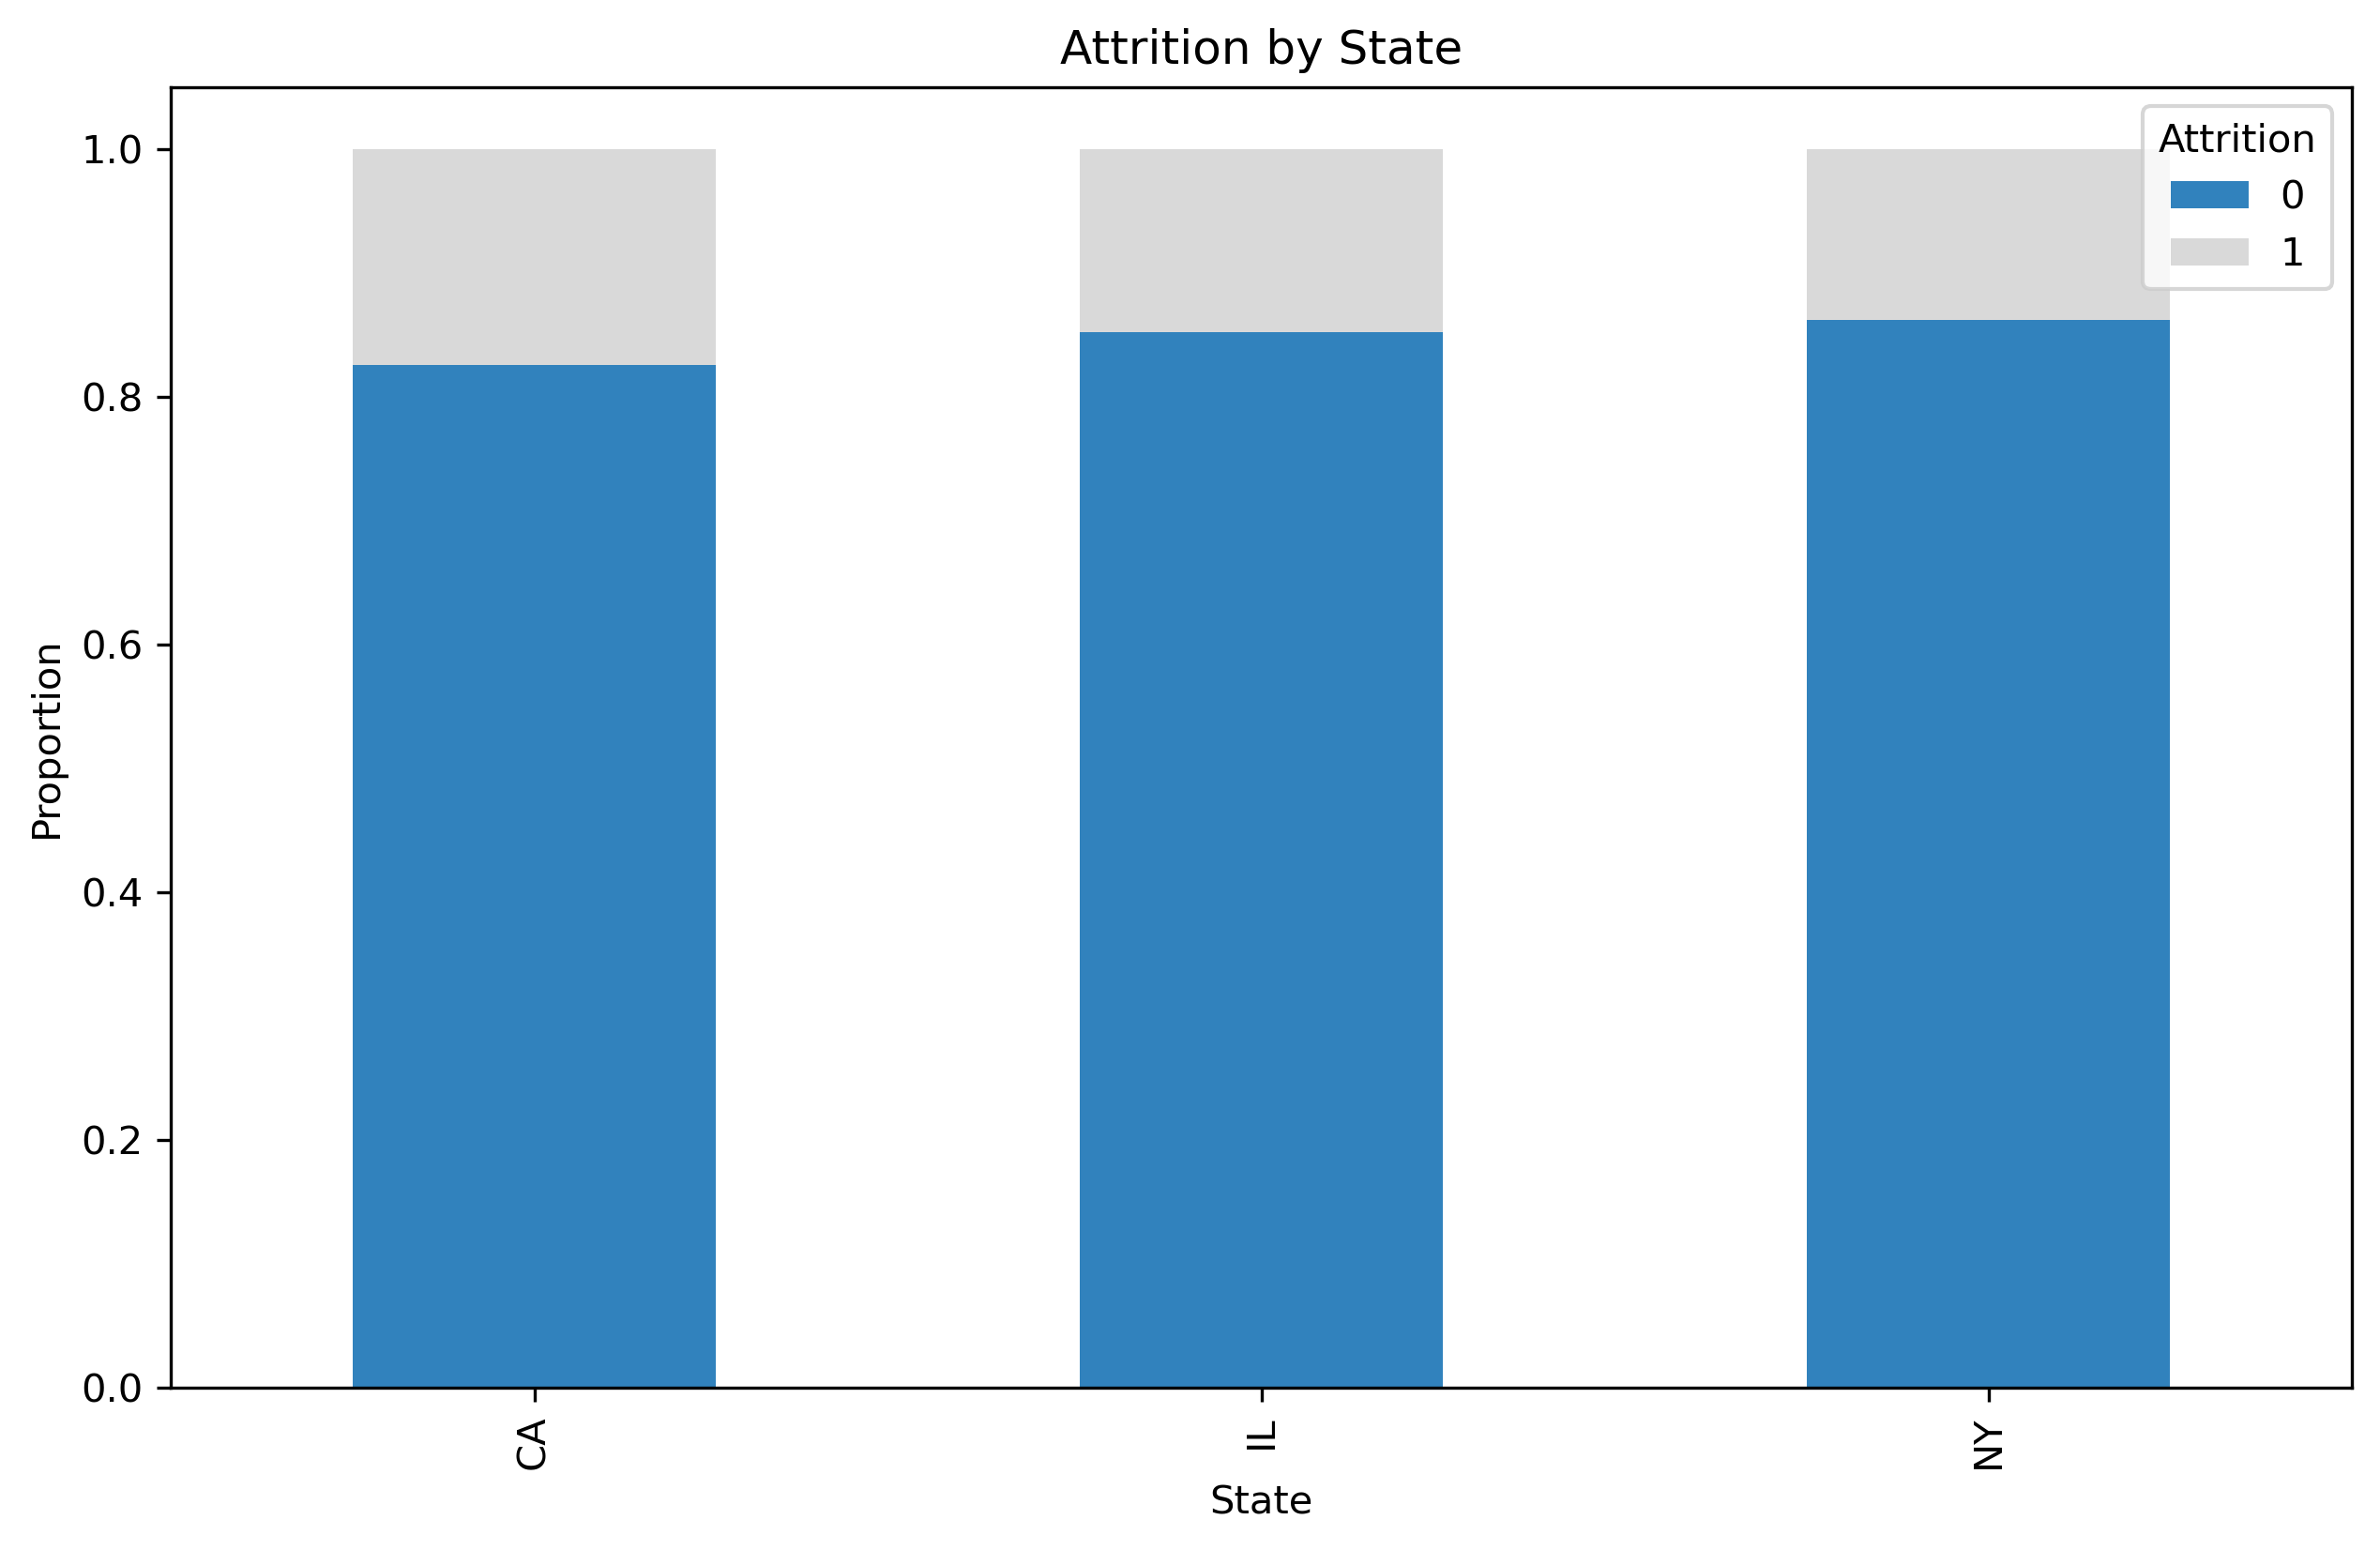 Attrition by State
Attrition
0
1
1.0
0.8
0.6
0.4
0.2
0.0
Proportion
CA
IL
NY
State